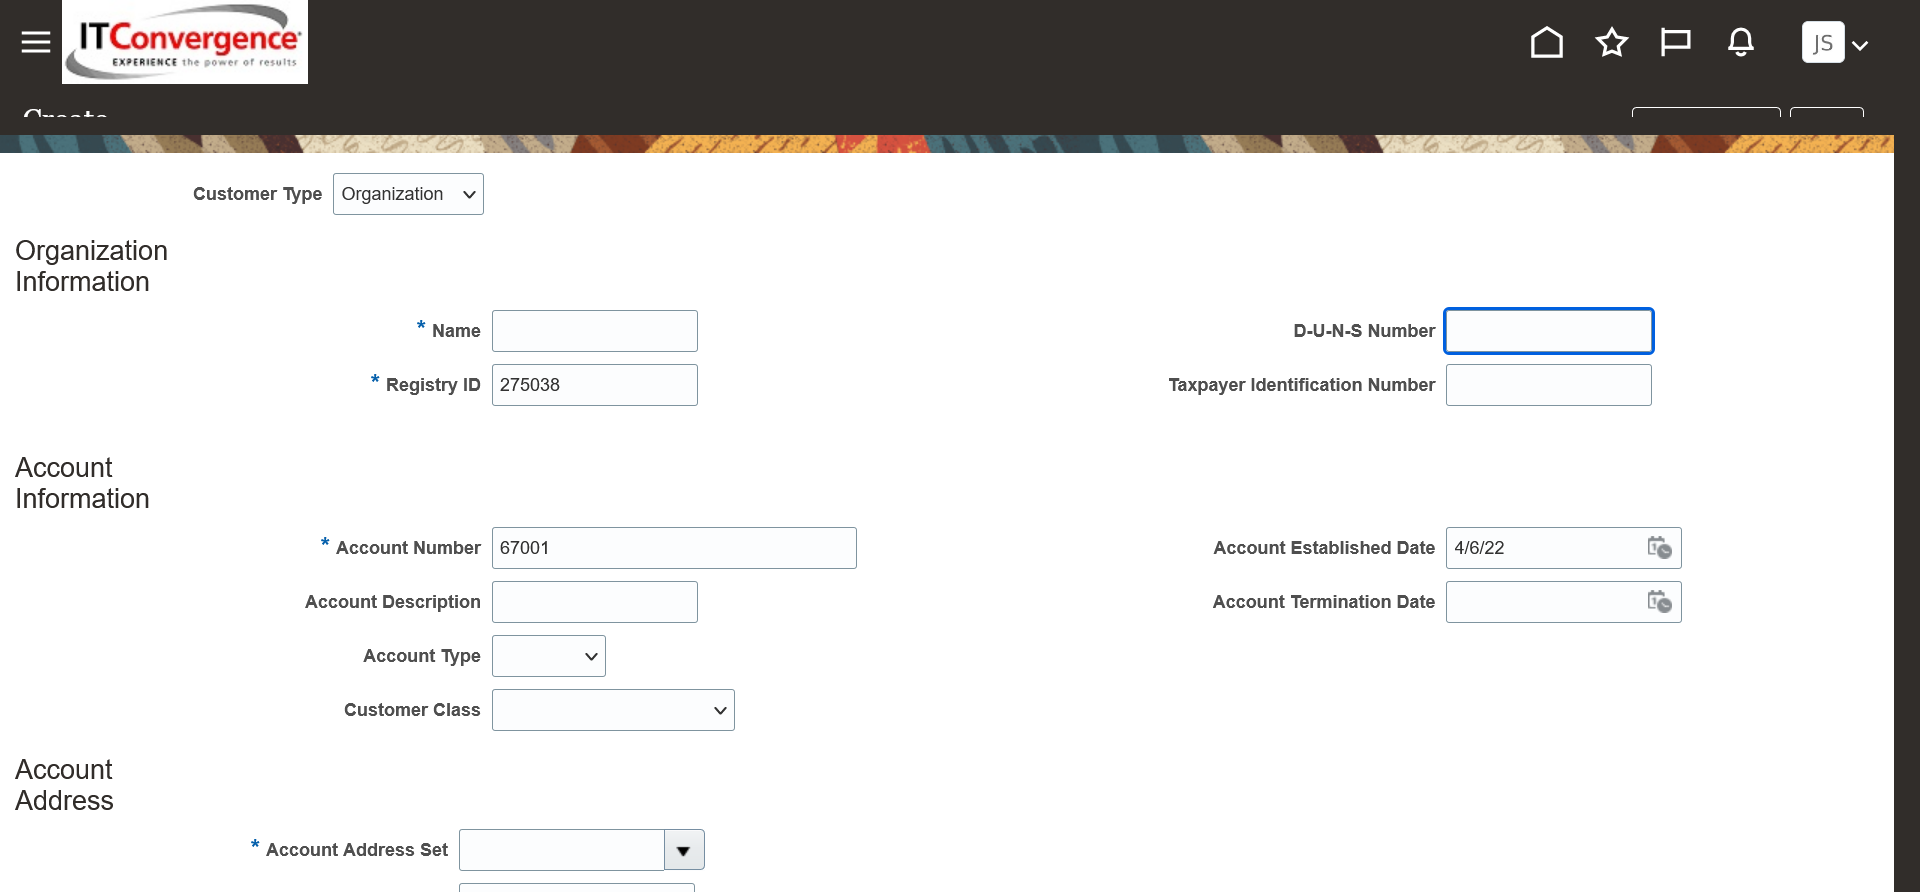 ITConvergence
EXPERIENCE the power of results
JS
Create
Customer Type Organization
Organization
Information
* Name
D-U-N-S Number
* Registry ID 275038
Taxpayer Identification Number
Account
Information
* Account Number 67001
Account Established Date 4/6/22
Account Description
Account Termination Date
Account Type
Customer Class
Account
Address
* Account Address Set